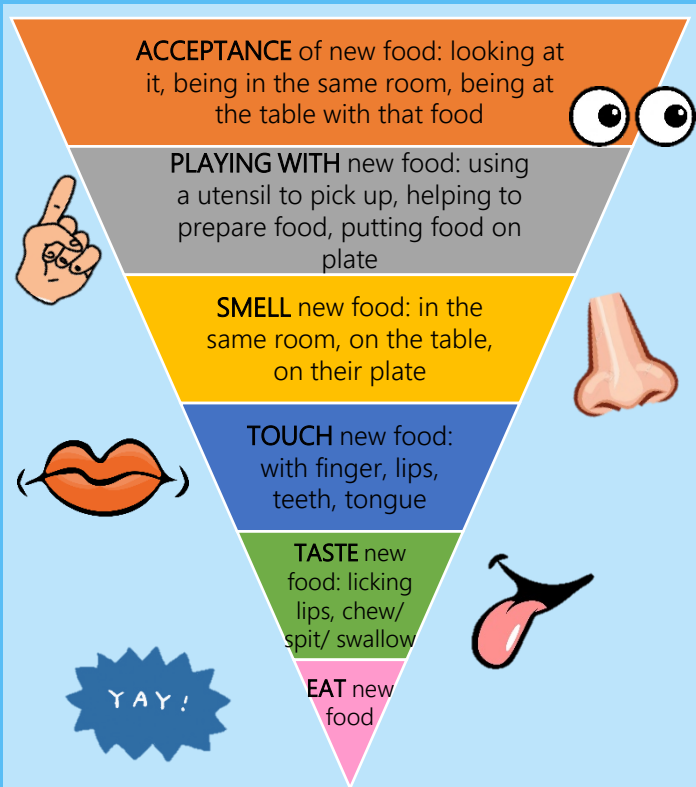 ACCEPTANCE of new food: looking at
it, being in the same room, being at
the table with that food
PLAYING WITH new food: using
a utensil to pick up, helping to
prepare food, putting food on
plate
SMELL new food: in the
same room, on the table,
on their plate
TOUCH new food:
with finger, lips,
teeth, tongue
TASTE new
food: licking
lips, chew/
spit/ swallow
YAY!
EAT new
food